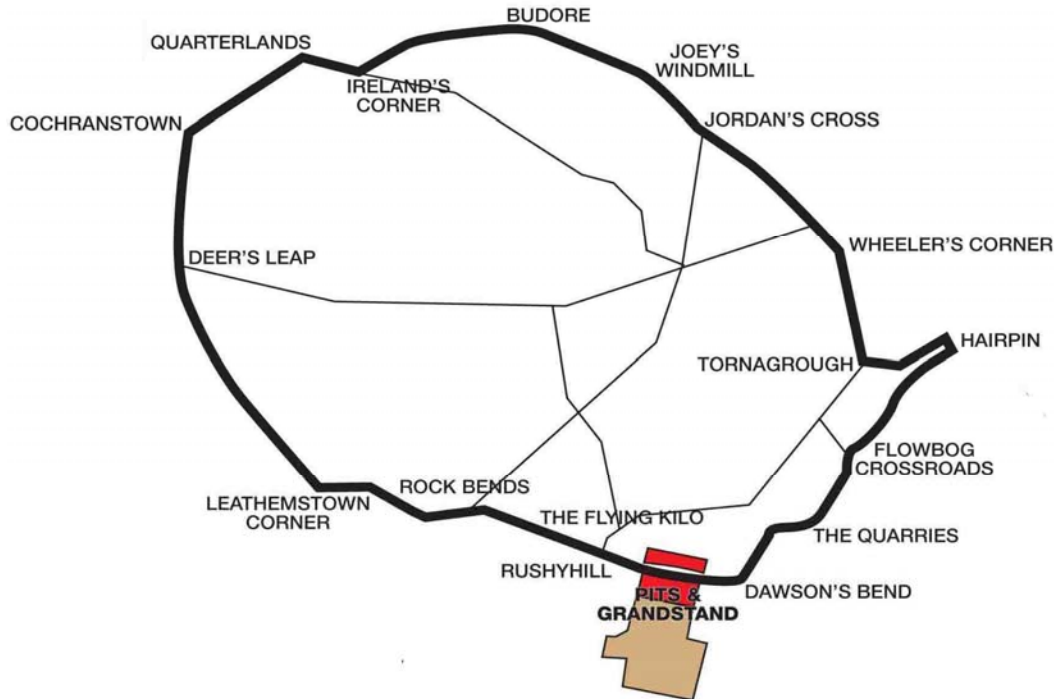 BUDORE
QUARTERLANDS
JOEY'S
WINDMILL
IRELAND'S
CORNER
COCHRANSTOWN
JORDAN'S CROSS
WHEELER'S CORNER
DEER'S LEAP
HAIRPIN
TORNAGROUGH
FLOWBOG
CROSSROADS
ROCK BENDS
LEATHEMSTOWN
CORNER
THE FLYING KILO
THE QUARRIES
RUSHYHILL
DAWSON'S BEND
PITS &
GRANDSTAND